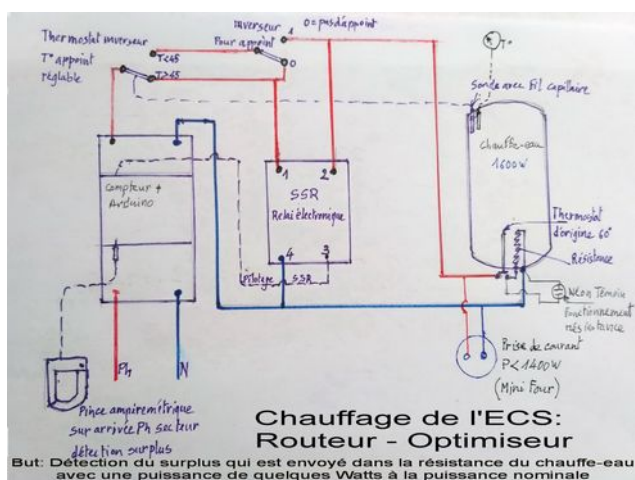 Inverseur
Pour appoint
1 0=pas d'appoint
0
Thermostat inverseur
T° appoint
réglable
T<45
T>45
T°
Sonde avec fil capillaire
Chauffe-eau
1600W
Compteur +
Arduino
1 2
SSR
Relai électronique
4 3
pilotage SSR
Thermostat
d'origine 60°
Résistance
Néon Témoin
Fonctionnement
résistance
Ph N
Prise de courant
P<1400W
(Mini Four)
Pince ampiremétrique
sur arrivée Ph secteur
détection surplus
Chauffage de l'ECS:
Routeur - Optimiseur
But: Détection du surplus qui est envoyé dans la résistance du chauffe-eau
avec une puissance de quelques Watts à la puissance nominale